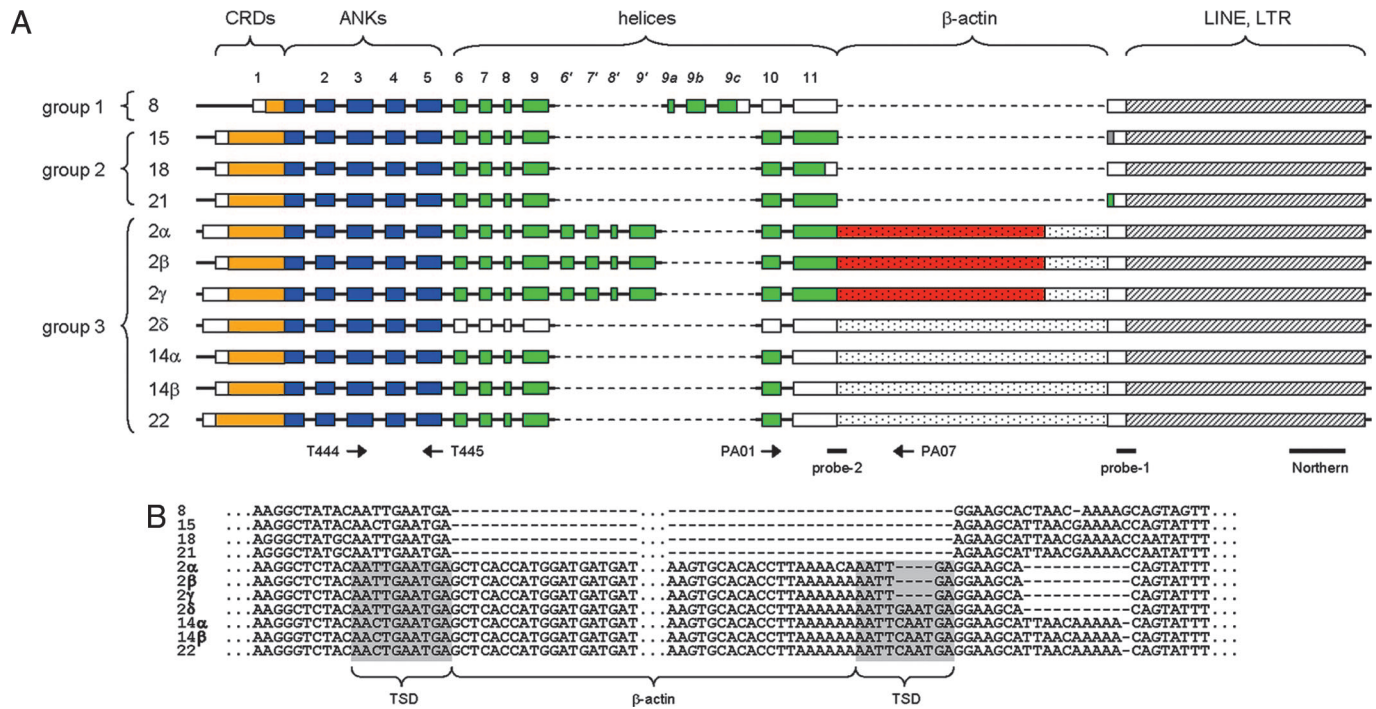 A
CRDs ANKs helices β-actin LINE, LTR
1 2 3 4 5 6 7 8 9 6' 7' 8' 9' 9a 9b 9c 10 11
group 1 8
15
group 2 18
21
2α
2β
2γ
group 3 2δ
14α
14β
22
T444 T445 PA01 PA07
probe-2 probe-1 Northern
B
8 ...AAGGCTATACAATTGAATGA-------------------...-----------------------------GGAAGCACTAAC-AAAAGCAGTAGTT...
15 ...AAGGCTATACAACTGAATGA-------------------...-----------------------------AGAAGCATTAACGAAAACCAGTATTT...
18 ...AGGGCTATGCAATTGAATGA-------------------...-----------------------------AGAAGCATTAACGAAAACCAATATTT...
21 ...AAGGCTATGCAATTGAATGA-------------------...-----------------------------AGAAGCATTAACGAAAACCAATATTT...
2α ...AAGGCTCTACAATTGAATGAGCTCACCATGGATGATGAT...AAGTGCACACCTTAAAACAAATT----GAGGAAGCA-----------CAGTATTT...
2β ...AAGGCTCTACAATTGAATGAGCTCACCATGGATGATGAT...AAGTGCACACCTTAAAAAAAATT----GAGGAAGCA-----------CAGTATTT...
2γ ...AAGGCTCTACAATTGAATGAGCTCACCATGGATGATGAT...AAGTGCACACCTTAAAAAAAATT----GAGGAAGCA-----------CAGTATTT...
2δ ...AAGGCTCTACAATTGAATGAGCTCACCATGGATGATGAT...AAGTGCACACCTTAAAAAAAATTGAATGAGGAAGCA-----------CAGTATTT...
14α ...AAGGGTCTACAACTGAATGAGCTCACCATGGATGATGAT...AAGTGCACACCTTAAAAAAAATTCAATGAGGAAGCATTAACAAAAA-CAGTATTT...
14β ...AAGGGTCTACAACTGAATGAGCTCACCATGGATGATGAT...AAGTGCACACCTTAAAAAAAATTCAATGAGGAAGCATTAACAAAAA-CAGTATTT...
22 ...AAGGGTCTACAACTGAATGAGCTCACCATGGATGATGAT...AAGTGCACACCTTAAAAAAAATTCAATGAGGAAGCATTAACAAAAA-CAGTATTT...
TSD β-actin TSD